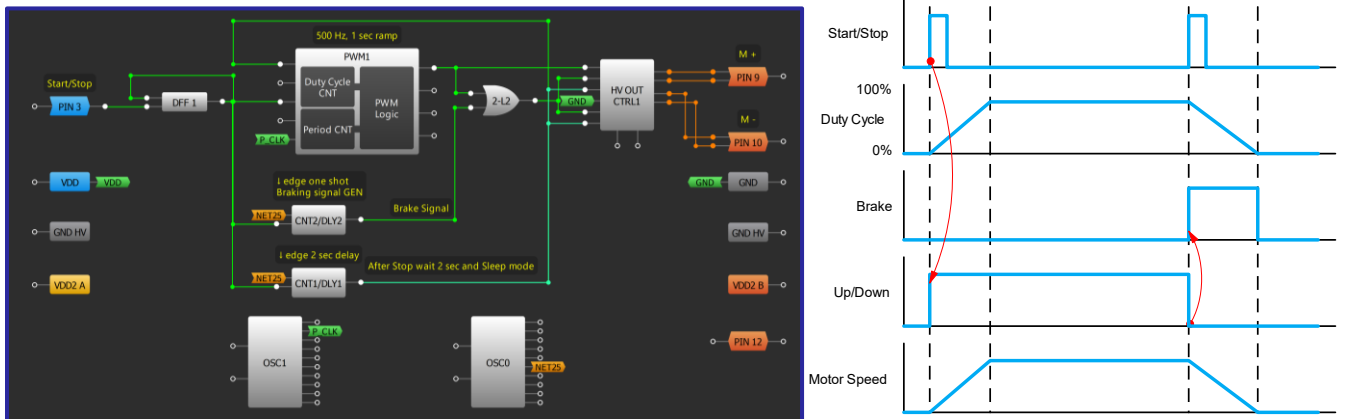 500 Hz, 1 sec ramp
PWM1
Duty Cycle
CNT
PWM
Logic
Period CNT
P_CLK
Start/Stop
PIN 3
DFF 1
2-L2
GND
HV OUT
CTRL1
M +
PIN 9
M -
PIN 10
VDD
VDD
GND
GND
↓ edge one shot
Braking signal GEN
NET25
CNT2/DLY2
Brake Signal
GND HV
GND HV
↓ edge 2 sec delay
NET25
CNT1/DLY1
After Stop wait 2 sec and Sleep mode
VDD2 A
VDD2 B
OSC1
P_CLK
OSC0
NET25
PIN 12
Start/Stop
100%
Duty Cycle
0%
Brake
Up/Down
Motor Speed